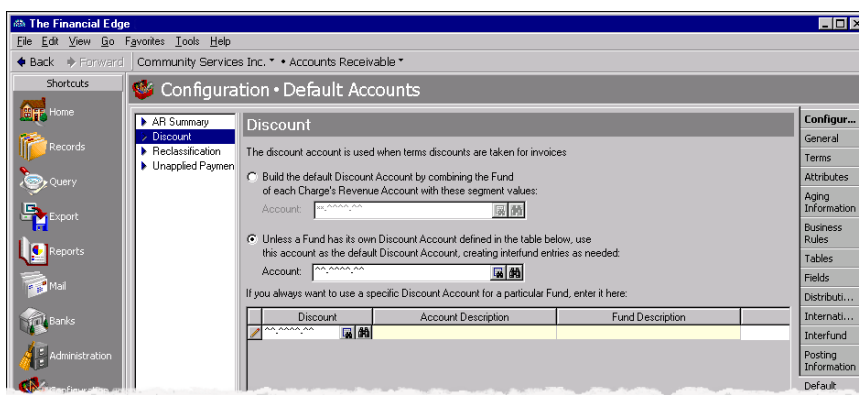 The Financial Edge
File Edit View Go Favorites Tools Help
Back Forward Community Services Inc. • Accounts Receivable
Shortcuts
Home
Records
Query
Export
Reports
Mail
Banks
Administration
Configuration • Default Accounts
AR Summary
Discount
Reclassification
Unapplied Paymen
Discount
The discount account is used when terms discounts are taken for invoices
Build the default Discount Account by combining the Fund
of each Charge's Revenue Account with these segment values:
Account: ^^-^^^^-^^
Unless a Fund has its own Discount Account defined in the table below, use
this account as the default Discount Account, creating interfund entries as needed:
Account: ^^-^^^^-^^
If you always want to use a specific Discount Account for a particular Fund, enter it here:
Discount Account Description Fund Description
^^-^^^^-^^
Configur...
General
Terms
Attributes
Aging
Information
Business
Rules
Tables
Fields
Distributi...
Internati...
Interfund
Posting
Information
Default